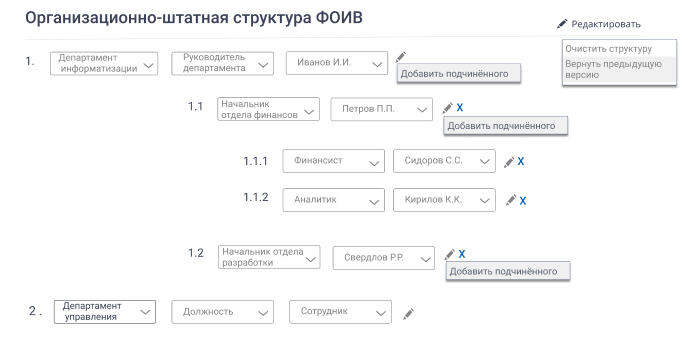 Организационно-штатная структура ФОИВ
Редактировать
Очистить структуру
Вернуть предыдущую
версию
1.
Департамент
информатизации
Руководитель
департамента
Иванов И.И.
Добавить подчинённого
1.1
Начальник
отдела финансов
Петров П.П.
X
Добавить подчинённого
1.1.1
Финансист
Сидоров С.С.
X
1.1.2
Аналитик
Кирилов К.К.
X
1.2
Начальник отдела
разработки
Свердлов Р.Р.
X
Добавить подчинённого
2 .
Департамент
управления
Должность
Сотрудник